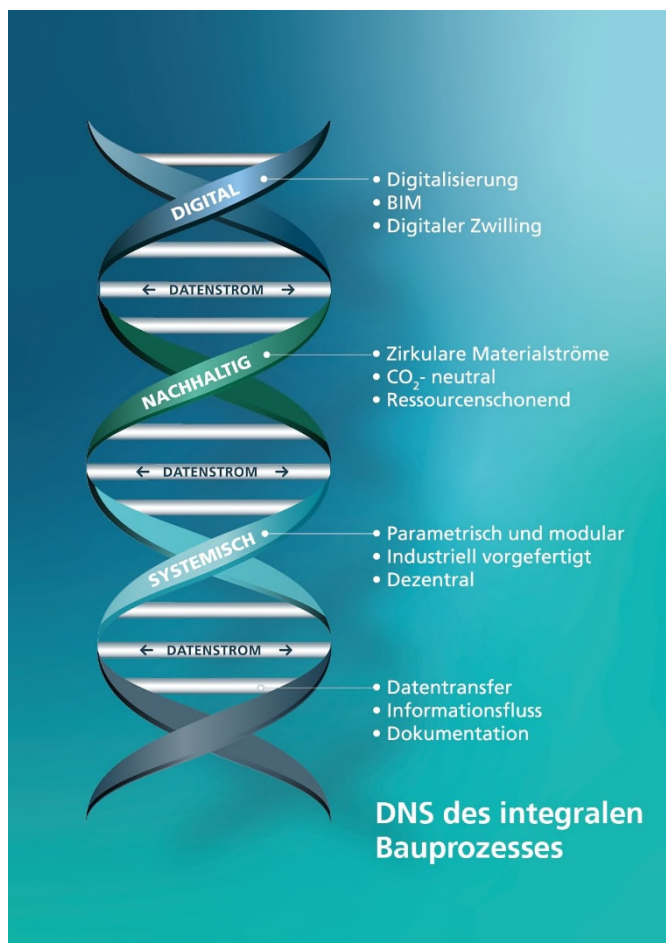 DIGITAL
• Digitalisierung
• BIM
• Digitaler Zwilling
← DATENSTROM →
NACHHALTIG
• Zirkulare Materialströme
• CO₂- neutral
• Ressourcenschonend
← DATENSTROM →
SYSTEMISCH
• Parametrisch und modular
• Industriell vorgefertigt
• Dezentral
← DATENSTROM →
• Datentransfer
• Informationsfluss
• Dokumentation
DNS des integralen
Bauprozesses